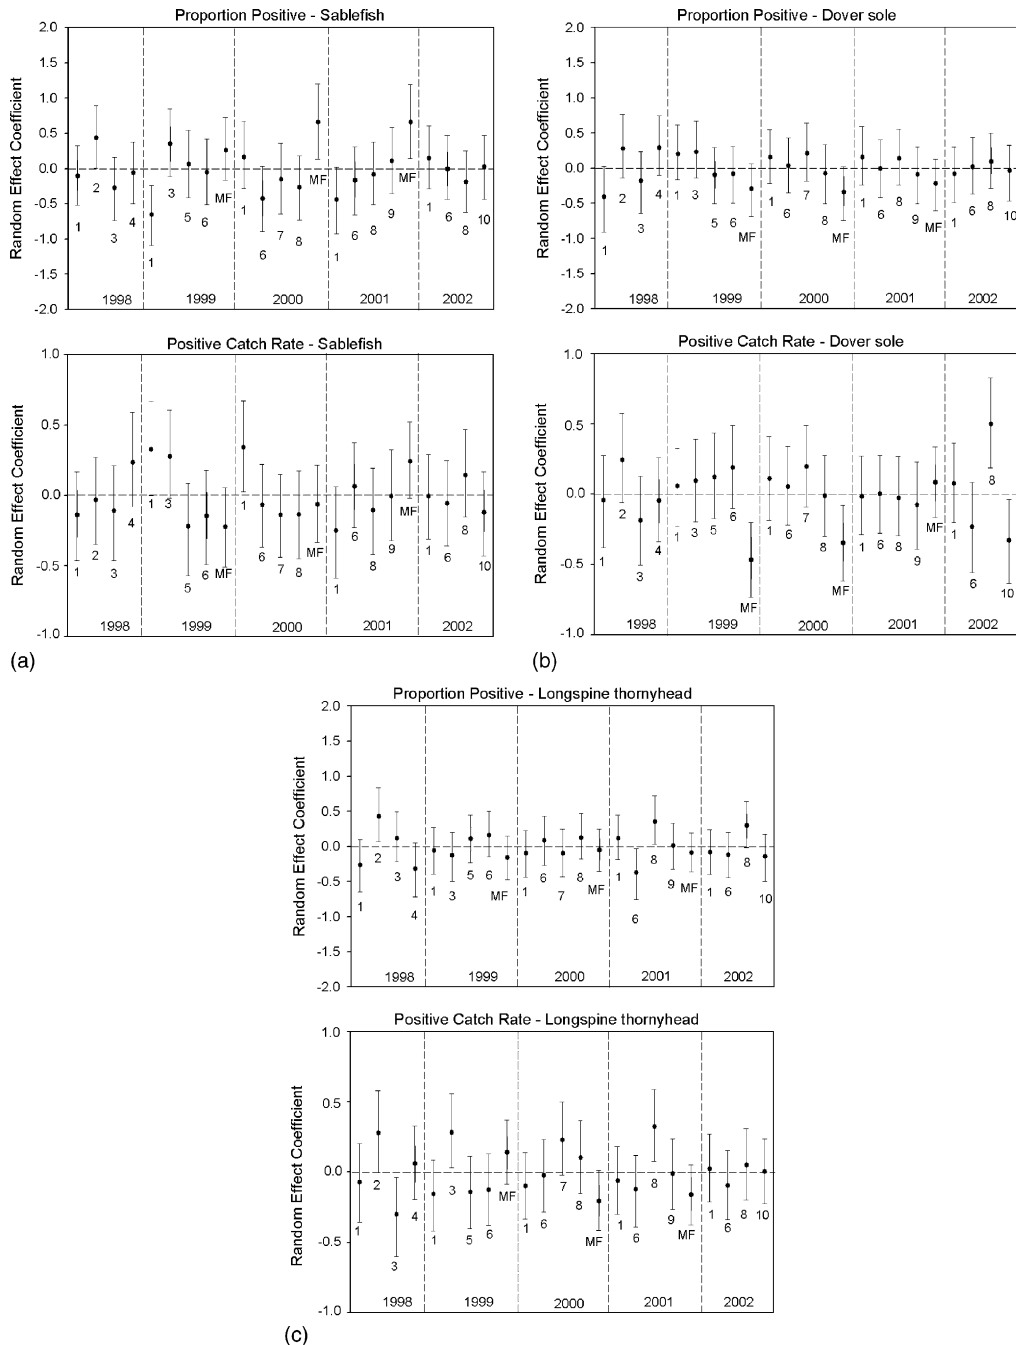 Proportion Positive - Sablefish
Random Effect Coefficient
2.0
1.5
1.0
0.5
0.0
-0.5
-1.0
-1.5
-2.0
1 2 3 4
1 3 5 6 MF
1 6 7 8 MF
1 6 8 9 MF
1 6 8 10
1998 1999 2000 2001 2002
Positive Catch Rate - Sablefish
Random Effect Coefficient
1.0
0.5
0.0
-0.5
-1.0
1 2 3 4
1 3 5 6 MF
1 6 7 8 MF
1 6 8 9 MF
1 6 8 10
1998 1999 2000 2001 2002
(a)
Proportion Positive - Dover sole
Random Effect Coefficient
2.0
1.5
1.0
0.5
0.0
-0.5
-1.0
-1.5
-2.0
1 2 3 4
1 3 5 6 MF
1 6 7 8 MF
1 6 8 9 MF
1 6 8 10
1998 1999 2000 2001 2002
Positive Catch Rate - Dover sole
Random Effect Coefficient
1.0
0.5
0.0
-0.5
-1.0
1 2 3 4
1 3 5 6 MF
1 6 7 8 MF
1 6 8 9 MF
1 6 8 10
1998 1999 2000 2001 2002
(b)
Proportion Positive - Longspine thornyhead
Random Effect Coefficient
2.0
1.5
1.0
0.5
0.0
-0.5
-1.0
-1.5
-2.0
1 2 3 4
1 3 5 6 MF
1 6 7 8 MF
1 6 8 9 MF
1 6 8 10
1998 1999 2000 2001 2002
Positive Catch Rate - Longspine thornyhead
Random Effect Coefficient
1.0
0.5
0.0
-0.5
-1.0
1 2 3 4
1 3 5 6 MF
1 6 7 8 MF
1 6 8 9 MF
1 6 8 10
1998 1999 2000 2001 2002
(c)